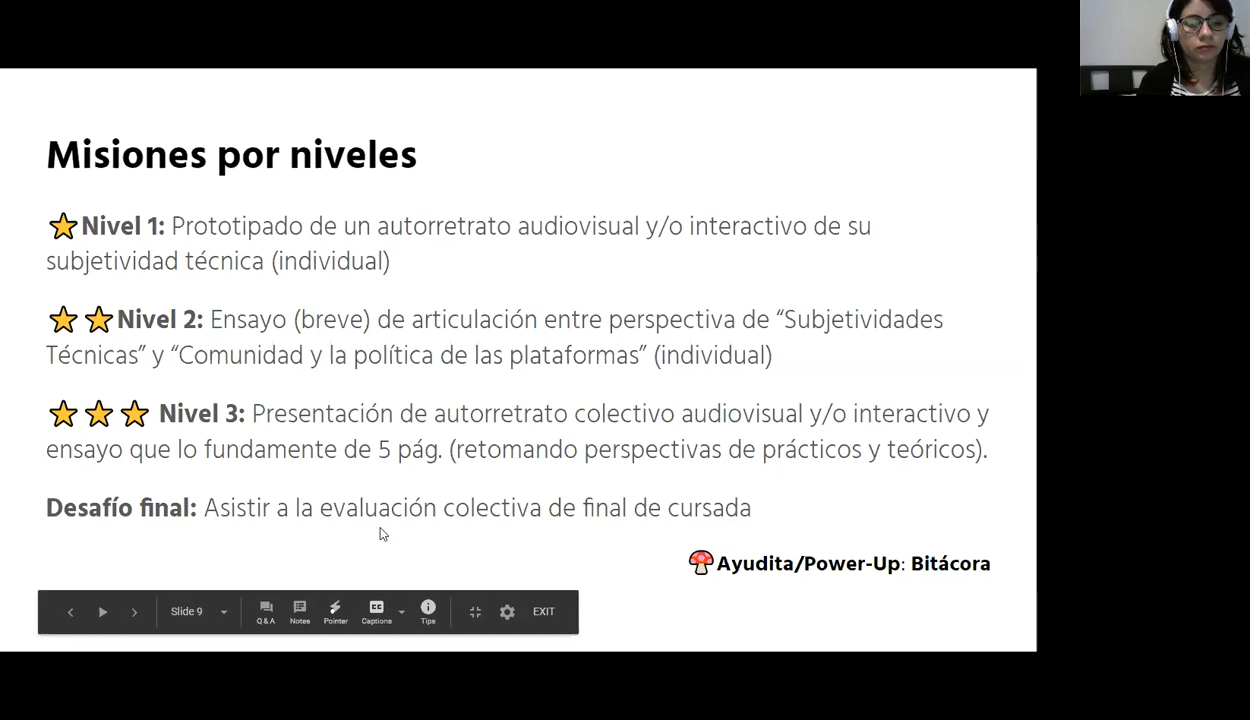 Misiones por niveles
Nivel 1: Prototipado de un autorretrato audiovisual y/o interactivo de su
subjetividad técnica (individual)
Nivel 2: Ensayo (breve) de articulación entre perspectiva de “Subjetividades
Técnicas” y “Comunidad y la política de las plataformas” (individual)
Nivel 3: Presentación de autorretrato colectivo audiovisual y/o interactivo y
ensayo que lo fundamente de 5 pág. (retomando perspectivas de prácticos y teóricos).
Desafío final: Asistir a la evaluación colectiva de final de cursada
Ayudita/Power-Up: Bitácora
Slide 9
Q & A
Notes
Pointer
CC
Captions
Tips
EXIT